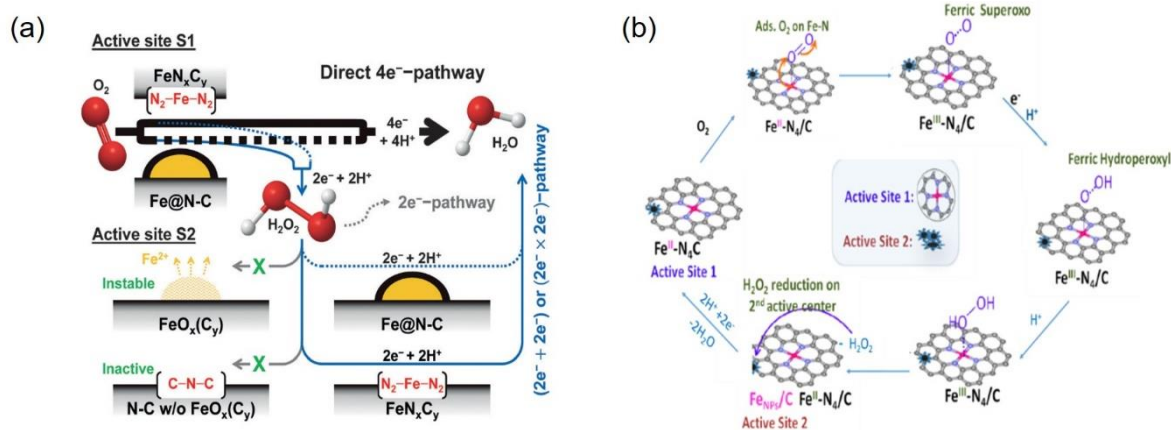 (a)
Active site S1
FeNxCy
N2–Fe–N2
O2
Direct 4e⁻–pathway
4e⁻
+ 4H⁺
H2O
Fe@N-C
2e⁻ + 2H⁺
H2O2
2e⁻–pathway
Active site S2
Fe²⁺
Instable
X
FeOx(Cy)
2e⁻ + 2H⁺
Fe@N-C
Inactive
X
C–N–C
N-C w/o FeOx(Cy)
2e⁻ + 2H⁺
N2–Fe–N2
FeNxCy
(2e⁻ + 2e⁻) or (2e⁻ × 2e⁻)–pathway
(b)
Ads. O2 on Fe-N
O
O
Feᴵᴵ-N4/C
Ferric Superoxo
O
O
Feᴵᴵᴵ-N4/C
e⁻
H⁺
O2
Ferric Hydroperoxyl
O
OH
Feᴵᴵᴵ-N4/C
Active Site 1:
Active Site 2:
Feᴵᴵ-N4C
Active Site 1
H⁺
OH
HO
Feᴵᴵᴵ-N4/C
H2O2 reduction on
2nd active center
H2O2
2H⁺ +2e⁻
-2H2O
FeNPs/C Feᴵᴵ-N4/C
Active Site 2